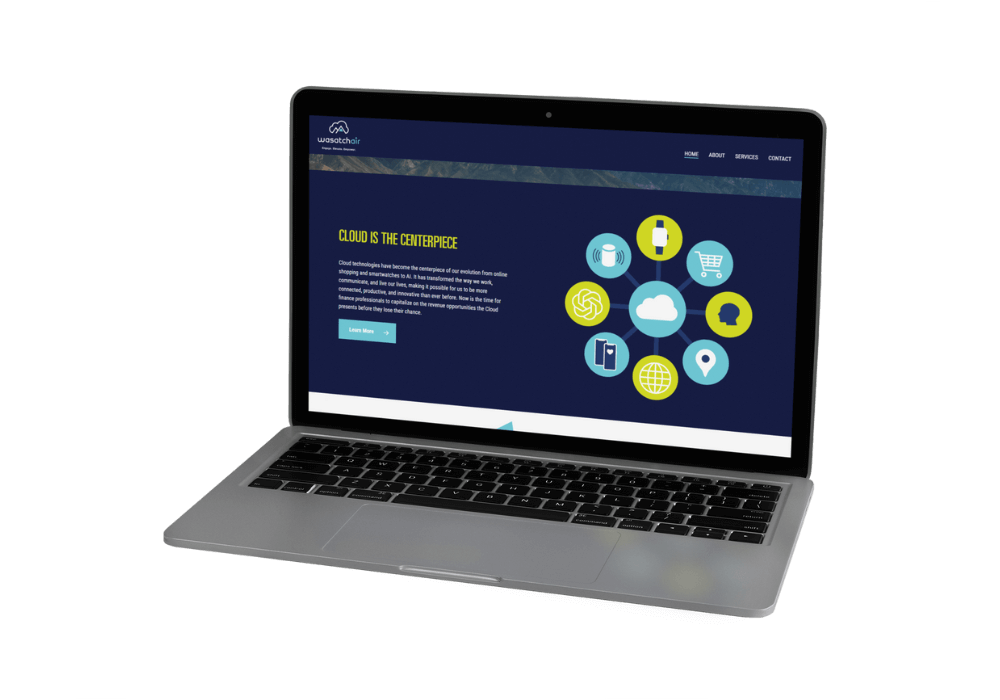 wasatchair
HOME ABOUT SERVICES CONTACT
CLOUD IS THE CENTERPIECE
Cloud technologies have become the centerpiece of our evolution from online
shopping and smartwatches to AI. It has transformed the way we work,
communicate, and live our lives, making it possible for us to be more
connected, productive, and innovative than ever before. Now is the time for
finance professionals to capitalize on the revenue opportunities the Cloud
presents before they lose their chance.
Learn More